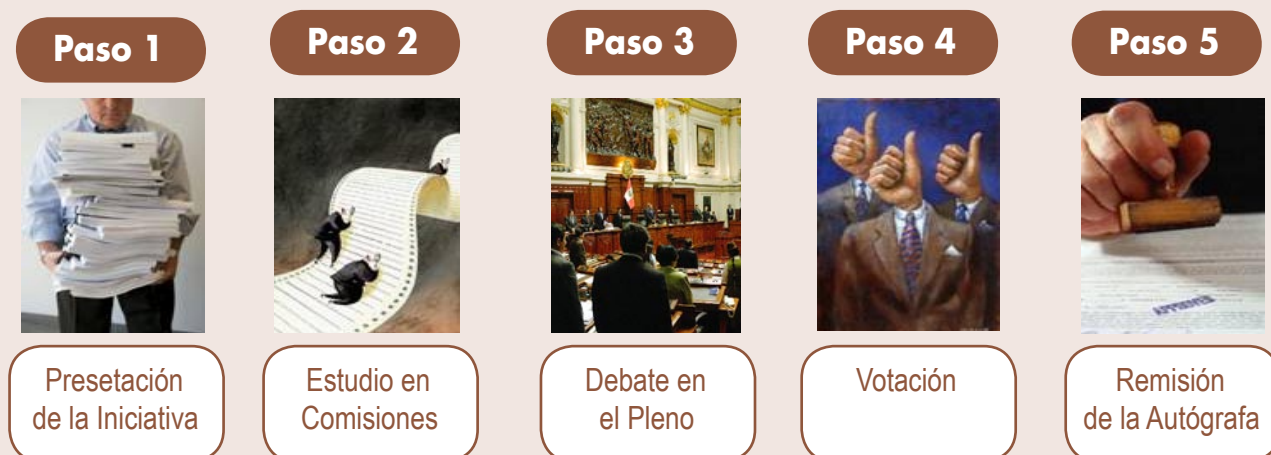 Paso 1
Paso 2
Paso 3
Paso 4
Paso 5
APPROVED
Presetación
de la Iniciativa
Estudio en
Comisiones
Debate en
el Pleno
Votación
Remisión
de la Autógrafa